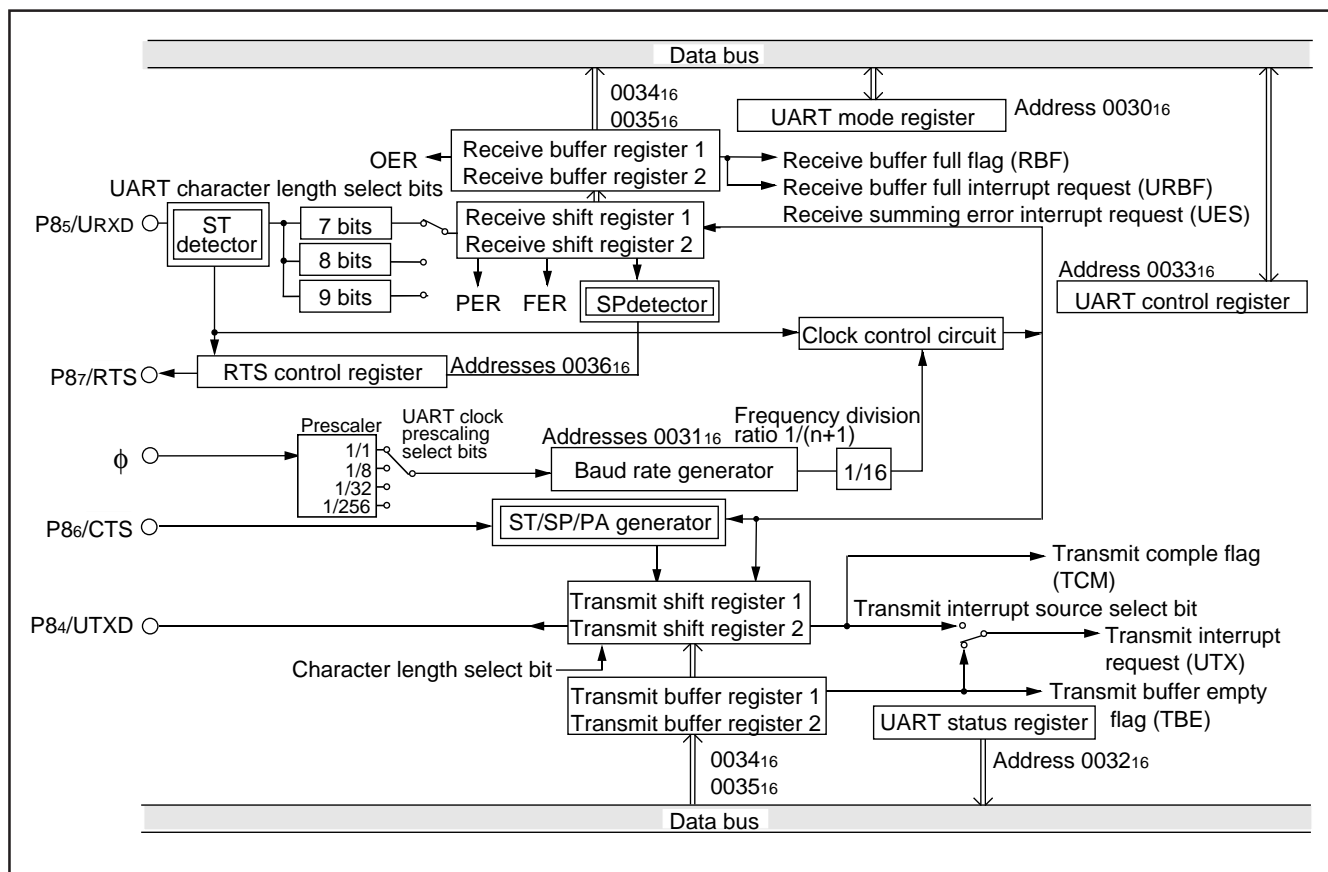 Data bus
0034₁₆
0035₁₆
UART mode register
Address 0030₁₆
OER
Receive buffer register 1
Receive buffer register 2
Receive buffer full flag (RBF)
Receive buffer full interrupt request (URBF)
Receive summing error interrupt request (UES)
UART character length select bits
P8₅/URXD
ST
detector
7 bits
8 bits
9 bits
Receive shift register 1
Receive shift register 2
PER
FER
SPdetector
Address 0033₁₆
UART control register
Clock control circuit
P8₇/RTS
RTS control register
Addresses 0036₁₆
ϕ
Prescaler
1/1
1/8
1/32
1/256
UART clock
prescaling
select bits
Addresses 0031₁₆
Baud rate generator
Frequency division
ratio 1/(n+1)
1/16
P8₆/CTS
ST/SP/PA generator
Transmit comple flag
(TCM)
P8₄/UTXD
Transmit shift register 1
Transmit shift register 2
Transmit interrupt source select bit
Transmit interrupt
request (UTX)
Character length select bit
Transmit buffer register 1
Transmit buffer register 2
Transmit buffer empty
flag (TBE)
UART status register
0034₁₆
0035₁₆
Address 0032₁₆
Data bus